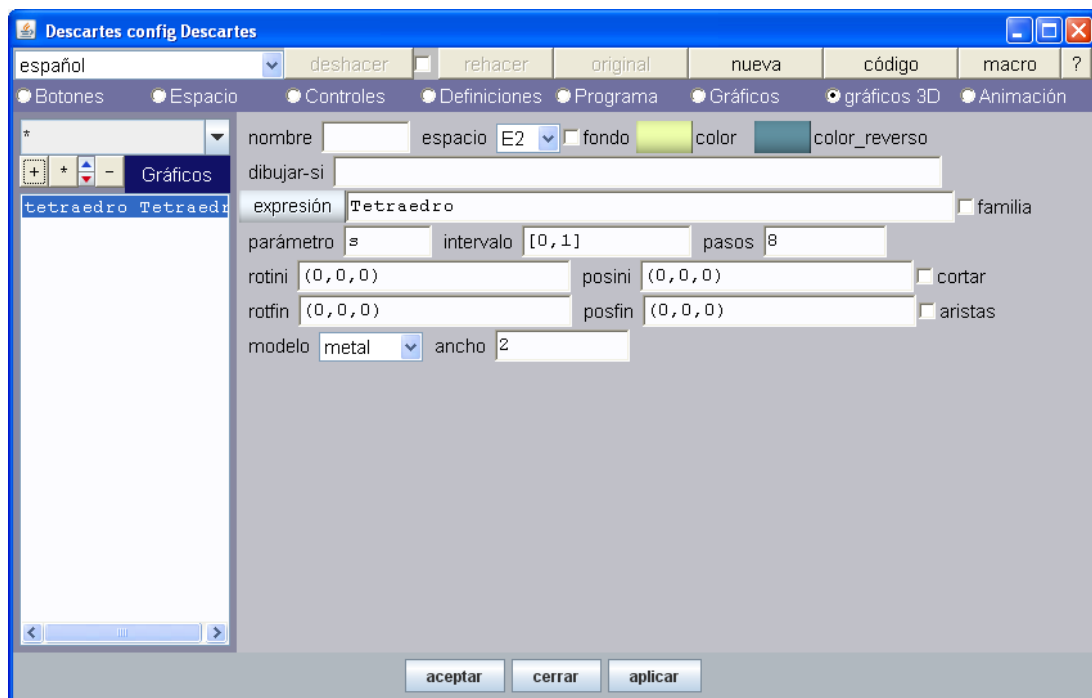 Descartes config Descartes
español deshacer rehacer original nueva código macro ?
Botones Espacio Controles Definiciones Programa Gráficos gráficos 3D Animación
* nombre espacio E2 fondo color color_reverso
+ * - Gráficos dibujar-si
tetraedro Tetraedr expresión Tetraedro familia
parámetro s intervalo [0,1] pasos 8
rotini (0,0,0) posini (0,0,0) cortar
rotfin (0,0,0) posfin (0,0,0) aristas
modelo metal ancho 2
aceptar cerrar aplicar